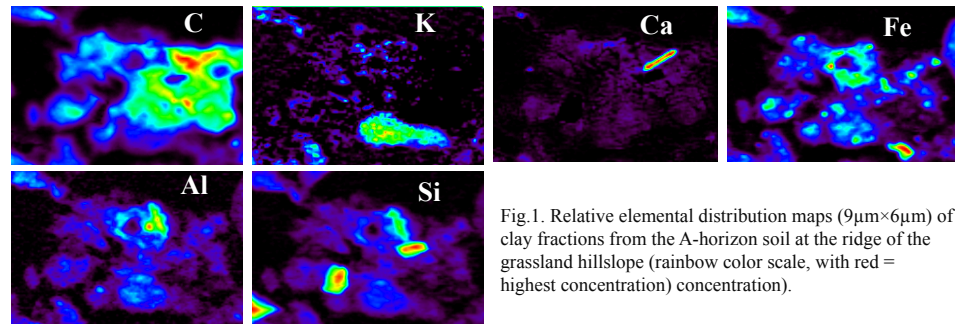 C
K
Ca
Fe
Al
Si
Fig.1. Relative elemental distribution maps (9µm×6µm) of
clay fractions from the A-horizon soil at the ridge of the
grassland hillslope (rainbow color scale, with red =
highest concentration) concentration).